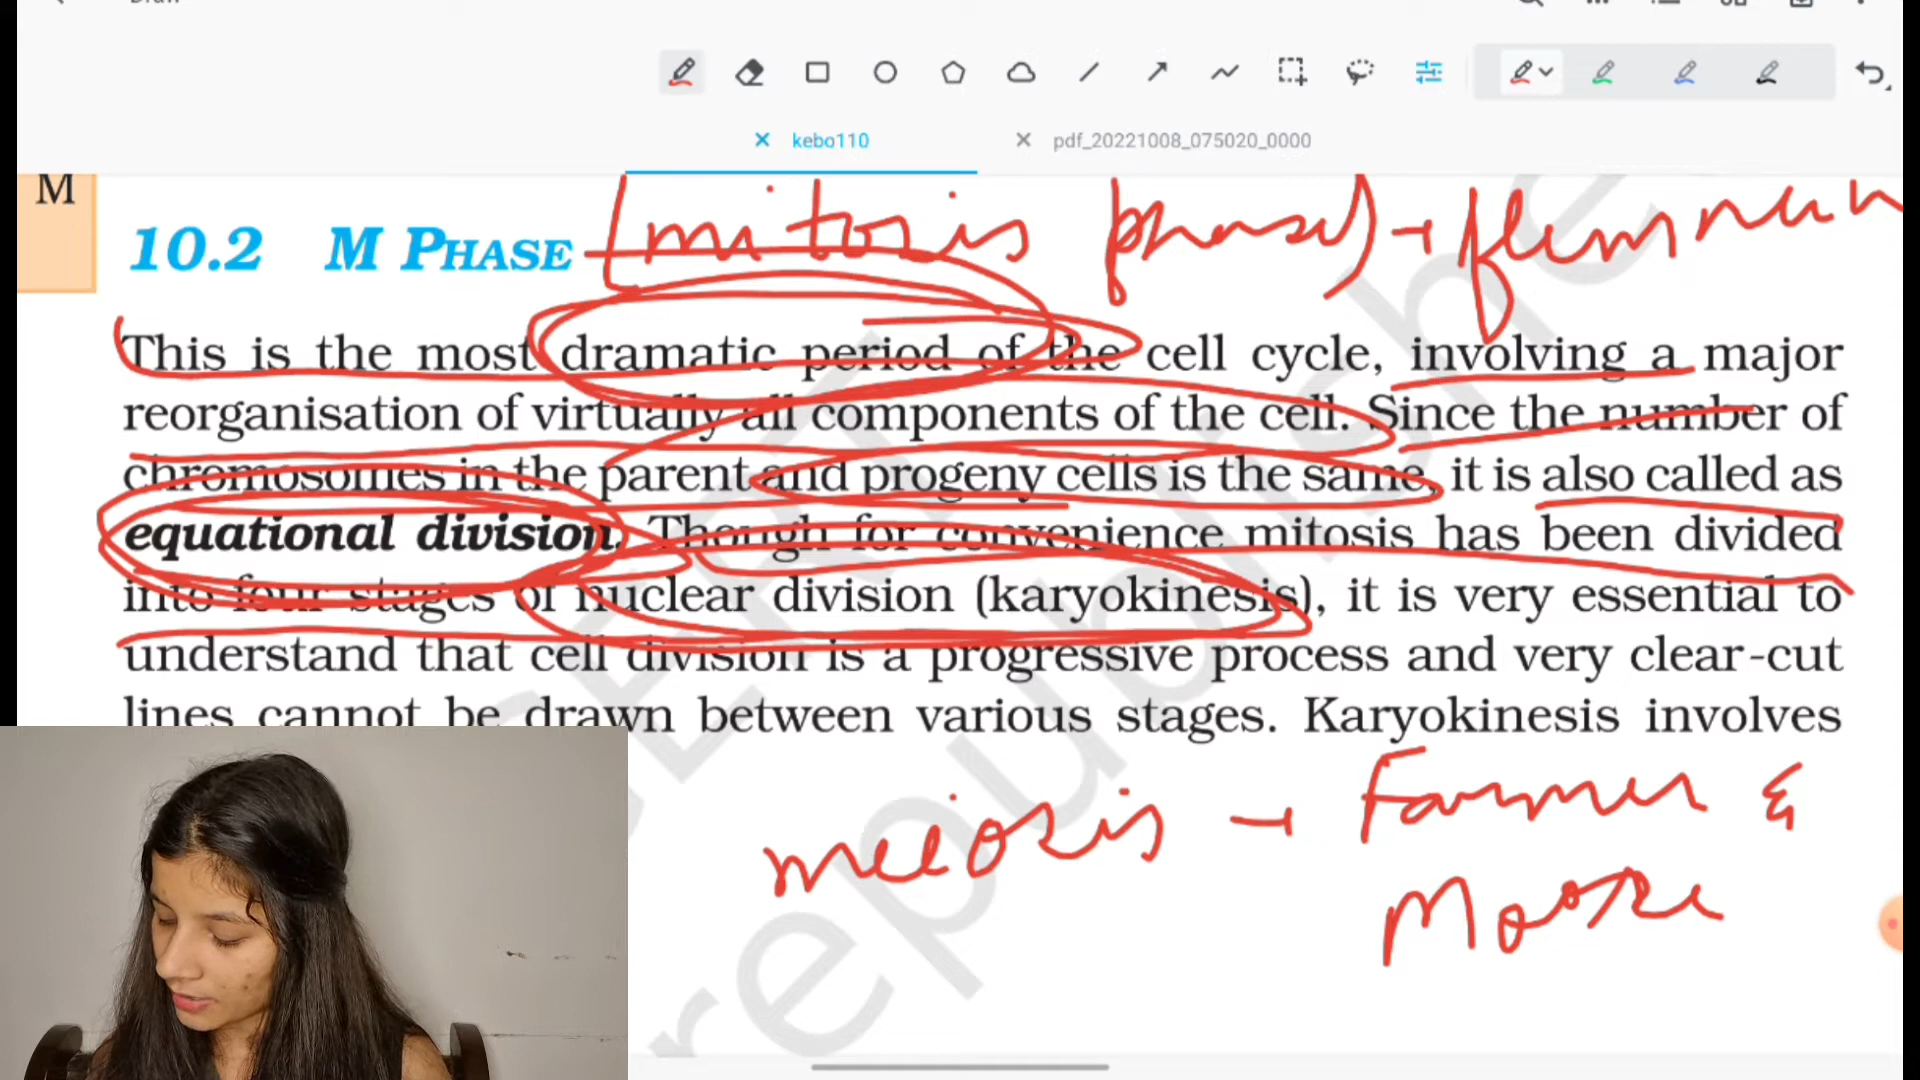 Draw
kebo110
pdf_20221008_075020_0000
M
10.2 M PHASE (mitosis phase) → flemmn
This is the most dramatic period of the cell cycle, involving a major
reorganisation of virtually all components of the cell. Since the number of
chromosomes in the parent and progeny cells is the same, it is also called as
equational division. Though for convenience mitosis has been divided
into four stages of nuclear division (karyokinesis), it is very essential to
understand that cell division is a progressive process and very clear-cut
lines cannot be drawn between various stages. Karyokinesis involves
meiosis → Farmer &
Moore
republishe